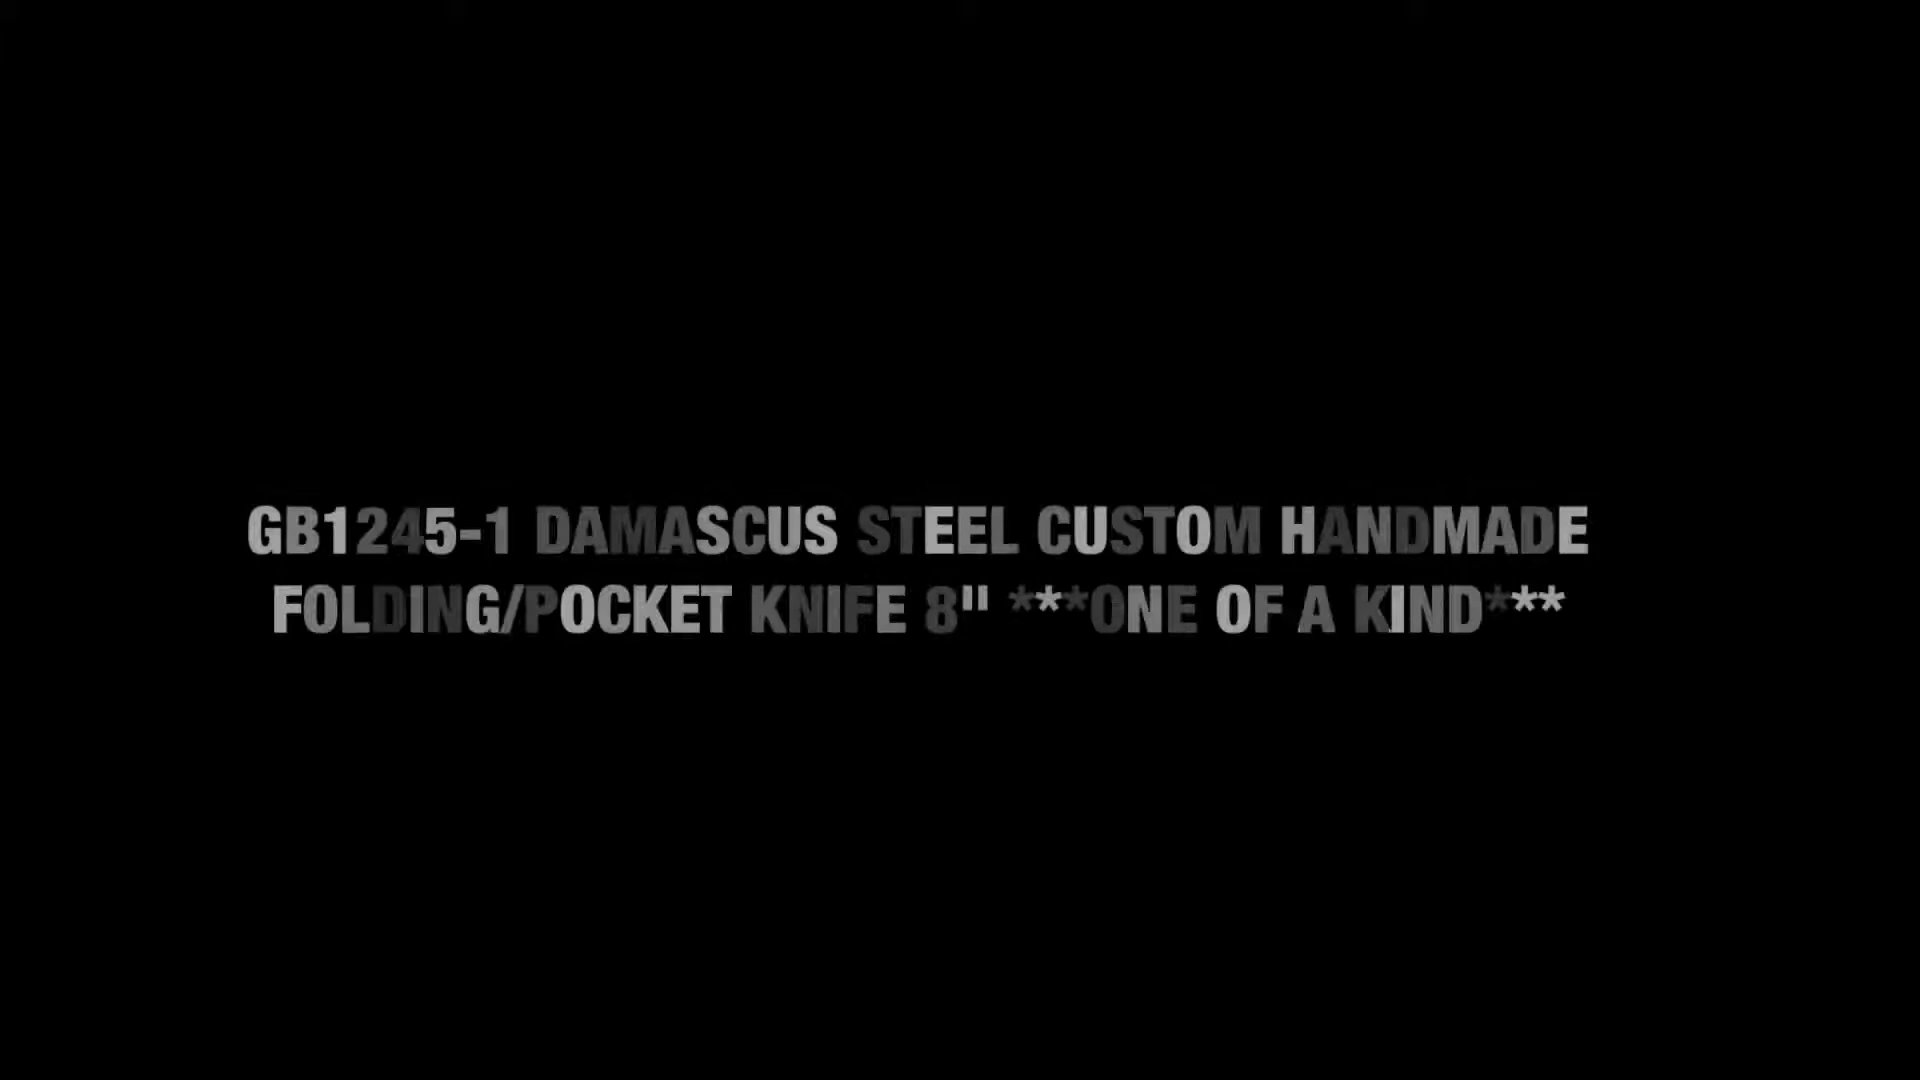 GB1245-1 DAMASCUS STEEL CUSTOM HANDMADE
FOLDING/POCKET KNIFE 8" ***ONE OF A KIND***